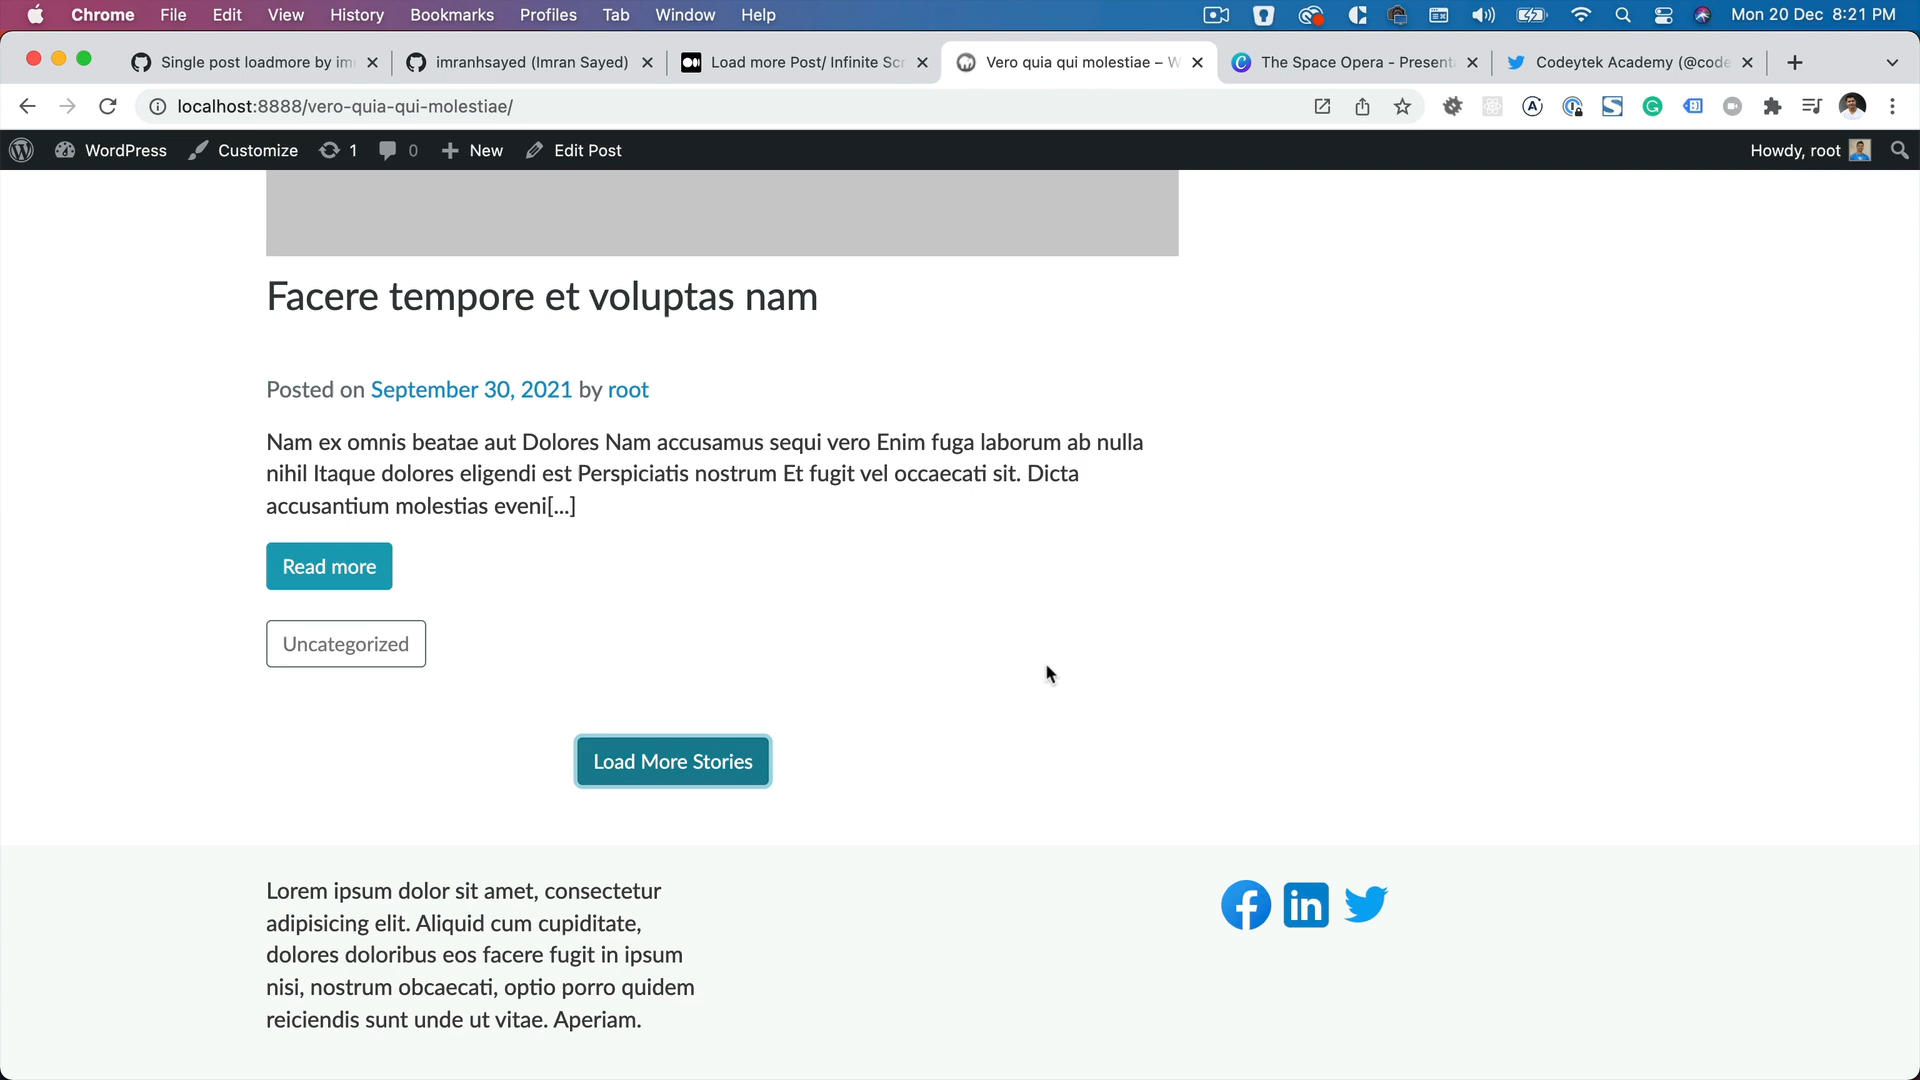 Chrome File Edit View History Bookmarks Profiles Tab Window Help Mon 20 Dec 8:21 PM
Single post loadmore by im imranhsayed (Imran Sayed) Load more Post/ Infinite Scr Vero quia qui molestiae – W The Space Opera - Present Codeytek Academy (@code
localhost:8888/vero-quia-qui-molestiae/
WordPress Customize 1 0 New Edit Post Howdy, root
Facere tempore et voluptas nam
Posted on September 30, 2021 by root
Nam ex omnis beatae aut Dolores Nam accusamus sequi vero Enim fuga laborum ab nulla
nihil Itaque dolores eligendi est Perspiciatis nostrum Et fugit vel occaecati sit. Dicta
accusantium molestias eveni[...]
Read more
Uncategorized
Load More Stories
Lorem ipsum dolor sit amet, consectetur
adipisicing elit. Aliquid cum cupiditate,
dolores doloribus eos facere fugit in ipsum
nisi, nostrum obcaecati, optio porro quidem
reiciendis sunt unde ut vitae. Aperiam.